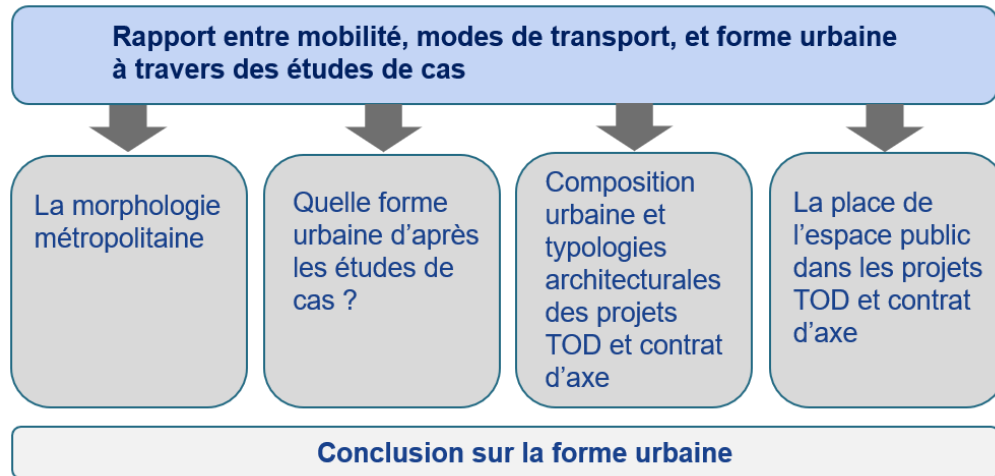 Rapport entre mobilité, modes de transport, et forme urbaine
à travers des études de cas
La morphologie
métropolitaine
Quelle forme
urbaine d’après
les études de
cas ?
Composition
urbaine et
typologies
architecturales
des projets
TOD et contrat
d’axe
La place de
l’espace public
dans les projets
TOD et contrat
d’axe
Conclusion sur la forme urbaine